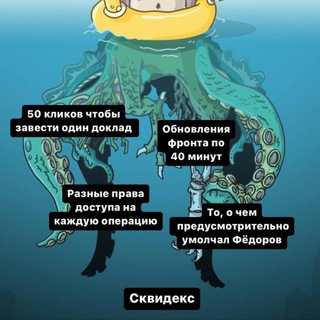 50 кликов чтобы
завести один доклад
Обновления
фронта по
40 минут
Разные права
доступа на
каждую операцию
То, о чем
предусмотрительно
умолчал Фёдоров
Сквидекс